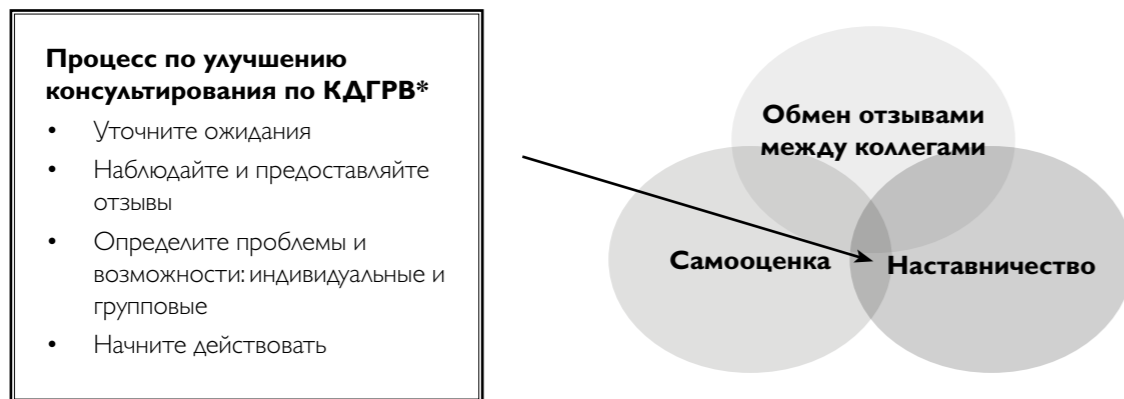 Процесс по улучшению
консультирования по КДГРВ*
• Уточните ожидания
• Наблюдайте и предоставляйте
отзывы
• Определите проблемы и
возможности: индивидуальные и
групповые
• Начните действовать
Обмен отзывами
между коллегами
Самооценка
Наставничество